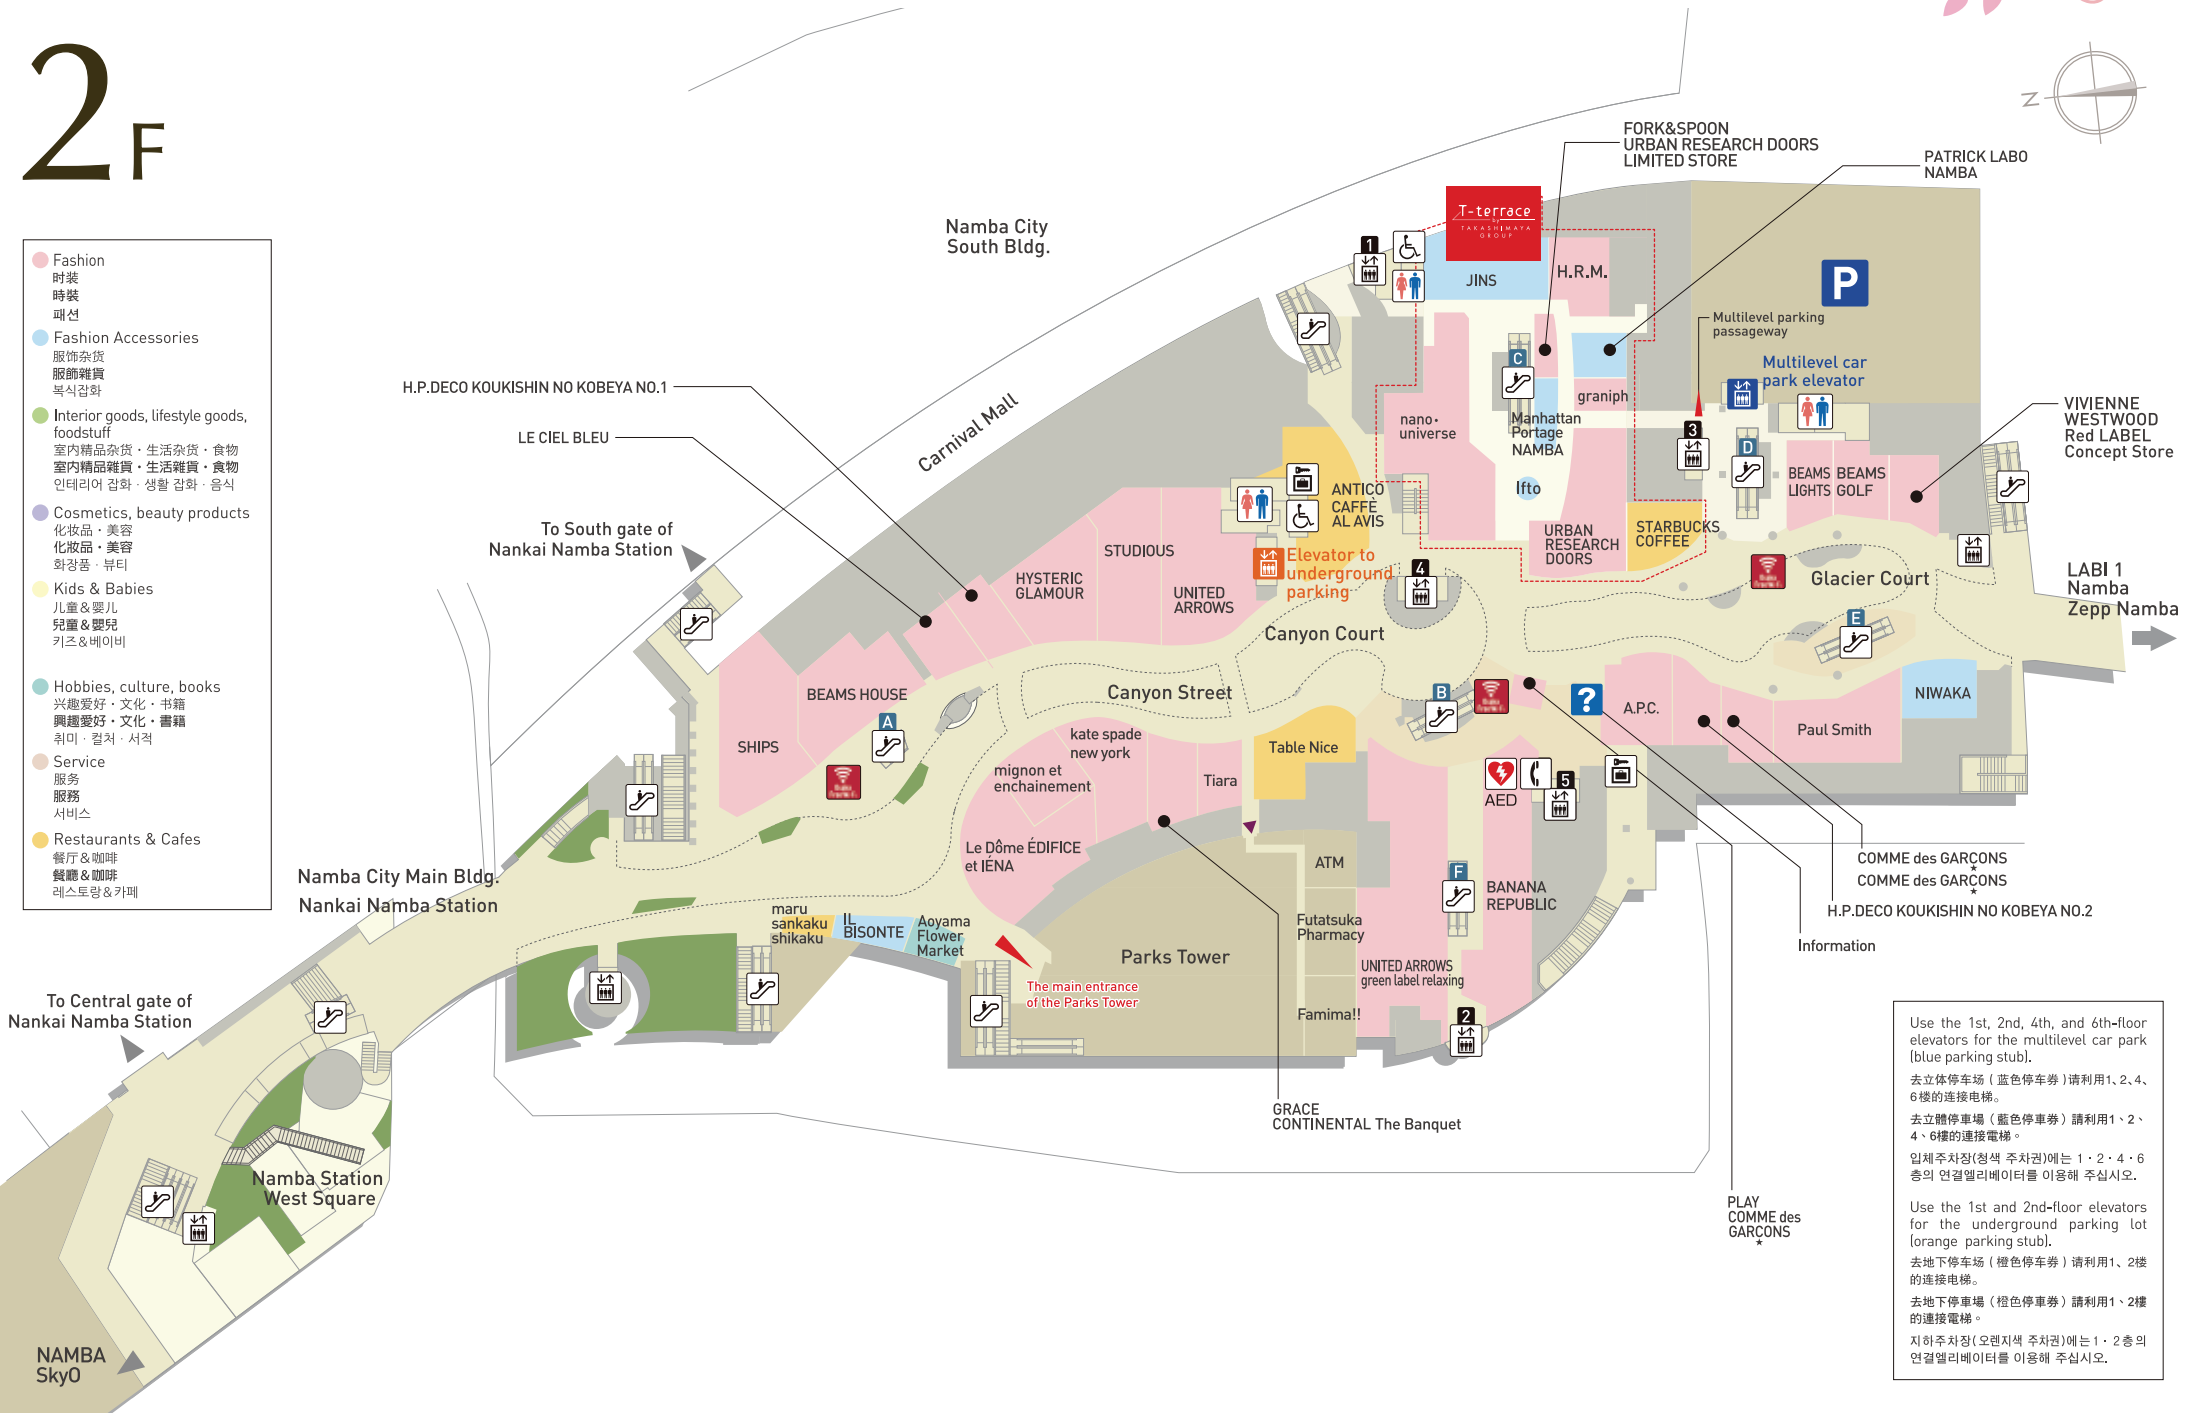 2F
Fashion
时装
時裝
패션
Fashion Accessories
服饰杂货
服飾雜貨
복식잡화
Interior goods, lifestyle goods,
foodstuff
室内精品杂货・生活杂货・食物
室内精品雜貨・生活雜貨・食物
인테리어 잡화 · 생활 잡화 · 음식
Cosmetics, beauty products
化妆品・美容
化妝品・美容
화장품 · 뷰티
Kids & Babies
儿童&婴儿
兒童&嬰兒
키즈&베이비
Hobbies, culture, books
兴趣爱好・文化・书籍
興趣愛好・文化・書籍
취미 · 컬처 · 서적
Service
服务
服務
서비스
Restaurants & Cafes
餐厅&咖啡
餐廳&咖啡
레스토랑&카페
Namba City
South Bldg.
Carnival Mall
H.P.DECO KOUKISHIN NO KOBEYA NO.1
LE CIEL BLEU
To South gate of
Nankai Namba Station
FORK&SPOON
URBAN RESEARCH DOORS
LIMITED STORE
PATRICK LABO
NAMBA
N
T-terrace
by
TAKASHIMAYA
GROUP
1
JINS
H.R.M.
P
Multilevel parking
passageway
Multilevel car
park elevator
C
graniph
nano・
universe
Manhattan
Portage
NAMBA
Ifto
3
D
BEAMS
LIGHTS
BEAMS
GOLF
VIVIENNE
WESTWOOD
Red LABEL
Concept Store
ANTICO
CAFFÈ
AL AVIS
URBAN
RESEARCH
DOORS
STARBUCKS
COFFEE
Elevator to
underground
parking
4
STUDIOUS
HYSTERIC
GLAMOUR
UNITED
ARROWS
Glacier Court
LABI 1
Namba
Zepp Namba
E
Canyon Court
Canyon Street
BEAMS HOUSE
A
SHIPS
B
?
A.P.C.
Paul Smith
NIWAKA
kate spade
new york
mignon et
enchainement
Tiara
Table Nice
AED
5
Le Dôme ÉDIFICE
et IÉNA
ATM
F
BANANA
REPUBLIC
COMME des GARÇONS
★
COMME des GARÇONS
★
H.P.DECO KOUKISHIN NO KOBEYA NO.2
Information
Namba City Main Bldg.
Nankai Namba Station
maru
sankaku
shikaku
IL
BISONTE
Aoyama
Flower
Market
Futatsuka
Pharmacy
Parks Tower
UNITED ARROWS
green label relaxing
The main entrance
of the Parks Tower
Famima!!
2
To Central gate of
Nankai Namba Station
GRACE
CONTINENTAL The Banquet
Namba Station
West Square
PLAY
COMME des
GARÇONS
★
NAMBA
SkyO
Use the 1st, 2nd, 4th, and 6th-floor
elevators for the multilevel car park
(blue parking stub).
去立体停车场(蓝色停车券)请利用1、2、4、
6楼的连接电梯。
去立體停車場(藍色停車券)請利用1、2、
4、6樓的連接電梯。
입체주차장(청색 주차권)에는 1・2・4・6
층의 연결엘리베이터를 이용해 주십시오.
Use the 1st and 2nd-floor elevators
for the underground parking lot
(orange parking stub).
去地下停车场(橙色停车券)请利用1、2楼
的连接电梯。
去地下停車場(橙色停車券)請利用1、2樓
的連接電梯。
지하주차장(오렌지색 주차권)에는 1・2층의
연결엘리베이터를 이용해 주십시오.